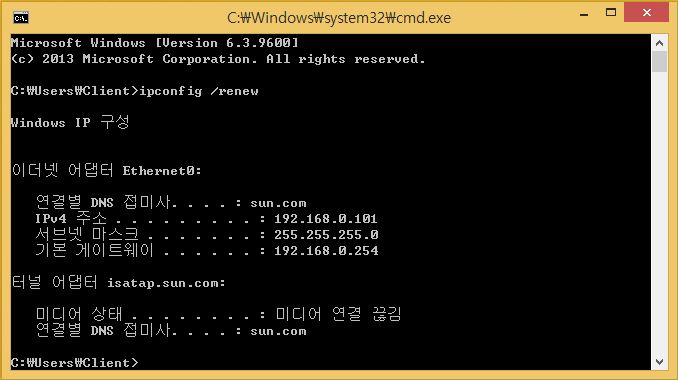 C:₩Windows₩system32₩cmd.exe
Microsoft Windows [Version 6.3.9600]
(c) 2013 Microsoft Corporation. All rights reserved.
C:₩Users₩Client>ipconfig /renew
Windows IP 구성
이더넷 어댑터 Ethernet0:
연결별 DNS 접미사. . . . : sun.com
IPv4 주소 . . . . . . . . . : 192.168.0.101
서브넷 마스크 . . . . . . . : 255.255.255.0
기본 게이트웨이 . . . . . . : 192.168.0.254
터널 어댑터 isatap.sun.com:
미디어 상태 . . . . . . . . : 미디어 연결 끊김
연결별 DNS 접미사. . . . : sun.com
C:₩Users₩Client>